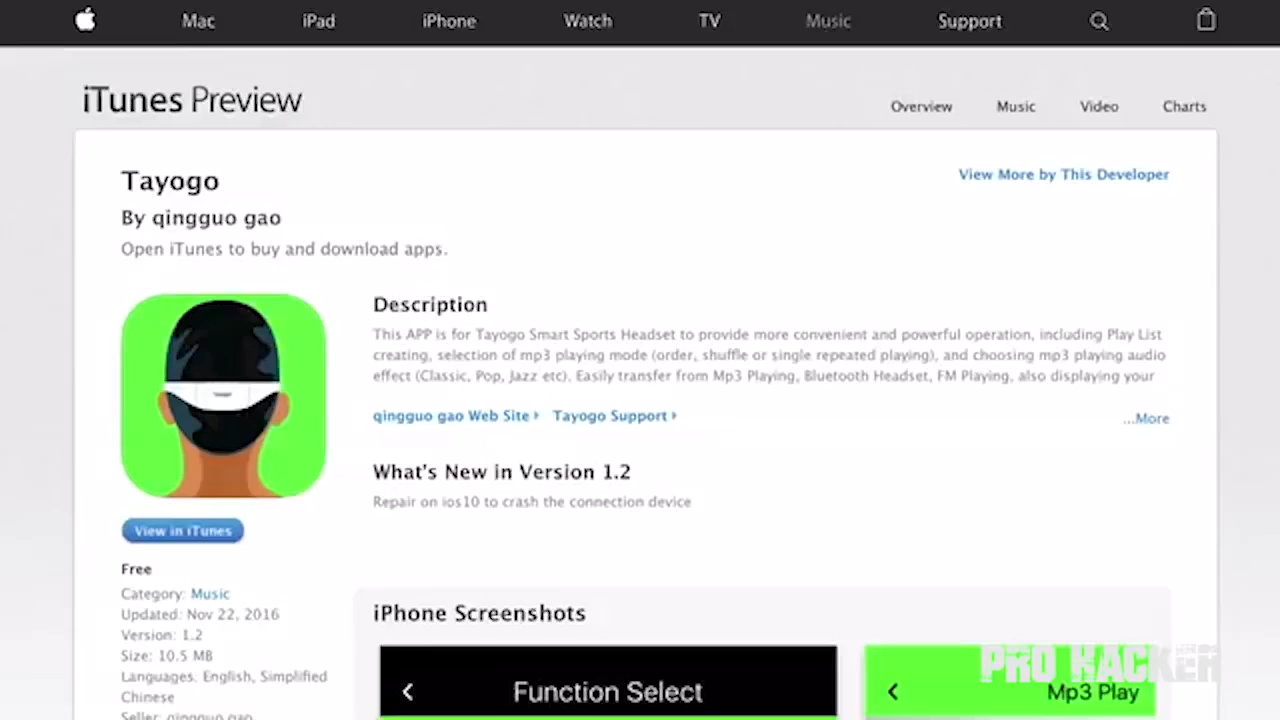 Mac iPad iPhone Watch TV Music Support
iTunes Preview
Overview Music Video Charts
Tayogo
View More by This Developer
By qingguo gao
Open iTunes to buy and download apps.
Description
This APP is for Tayogo Smart Sports Headset to provide more convenient and powerful operation, including Play List
creating, selection of mp3 playing mode (order, shuffle or single repeated playing), and choosing mp3 playing audio
effect (Classic, Pop, Jazz etc). Easily transfer from Mp3 Playing, Bluetooth Headset, FM Playing, also displaying your
qingguo gao Web Site Tayogo Support ...More
What's New in Version 1.2
Repair on ios10 to crash the connection device
View in iTunes
Free
Category: Music
Updated: Nov 22, 2016
Version: 1.2
Size: 10.5 MB
Languages: English, Simplified
Chinese
Seller: qingguo gao
iPhone Screenshots
Function Select
Mp3 Play
PRO HACKER